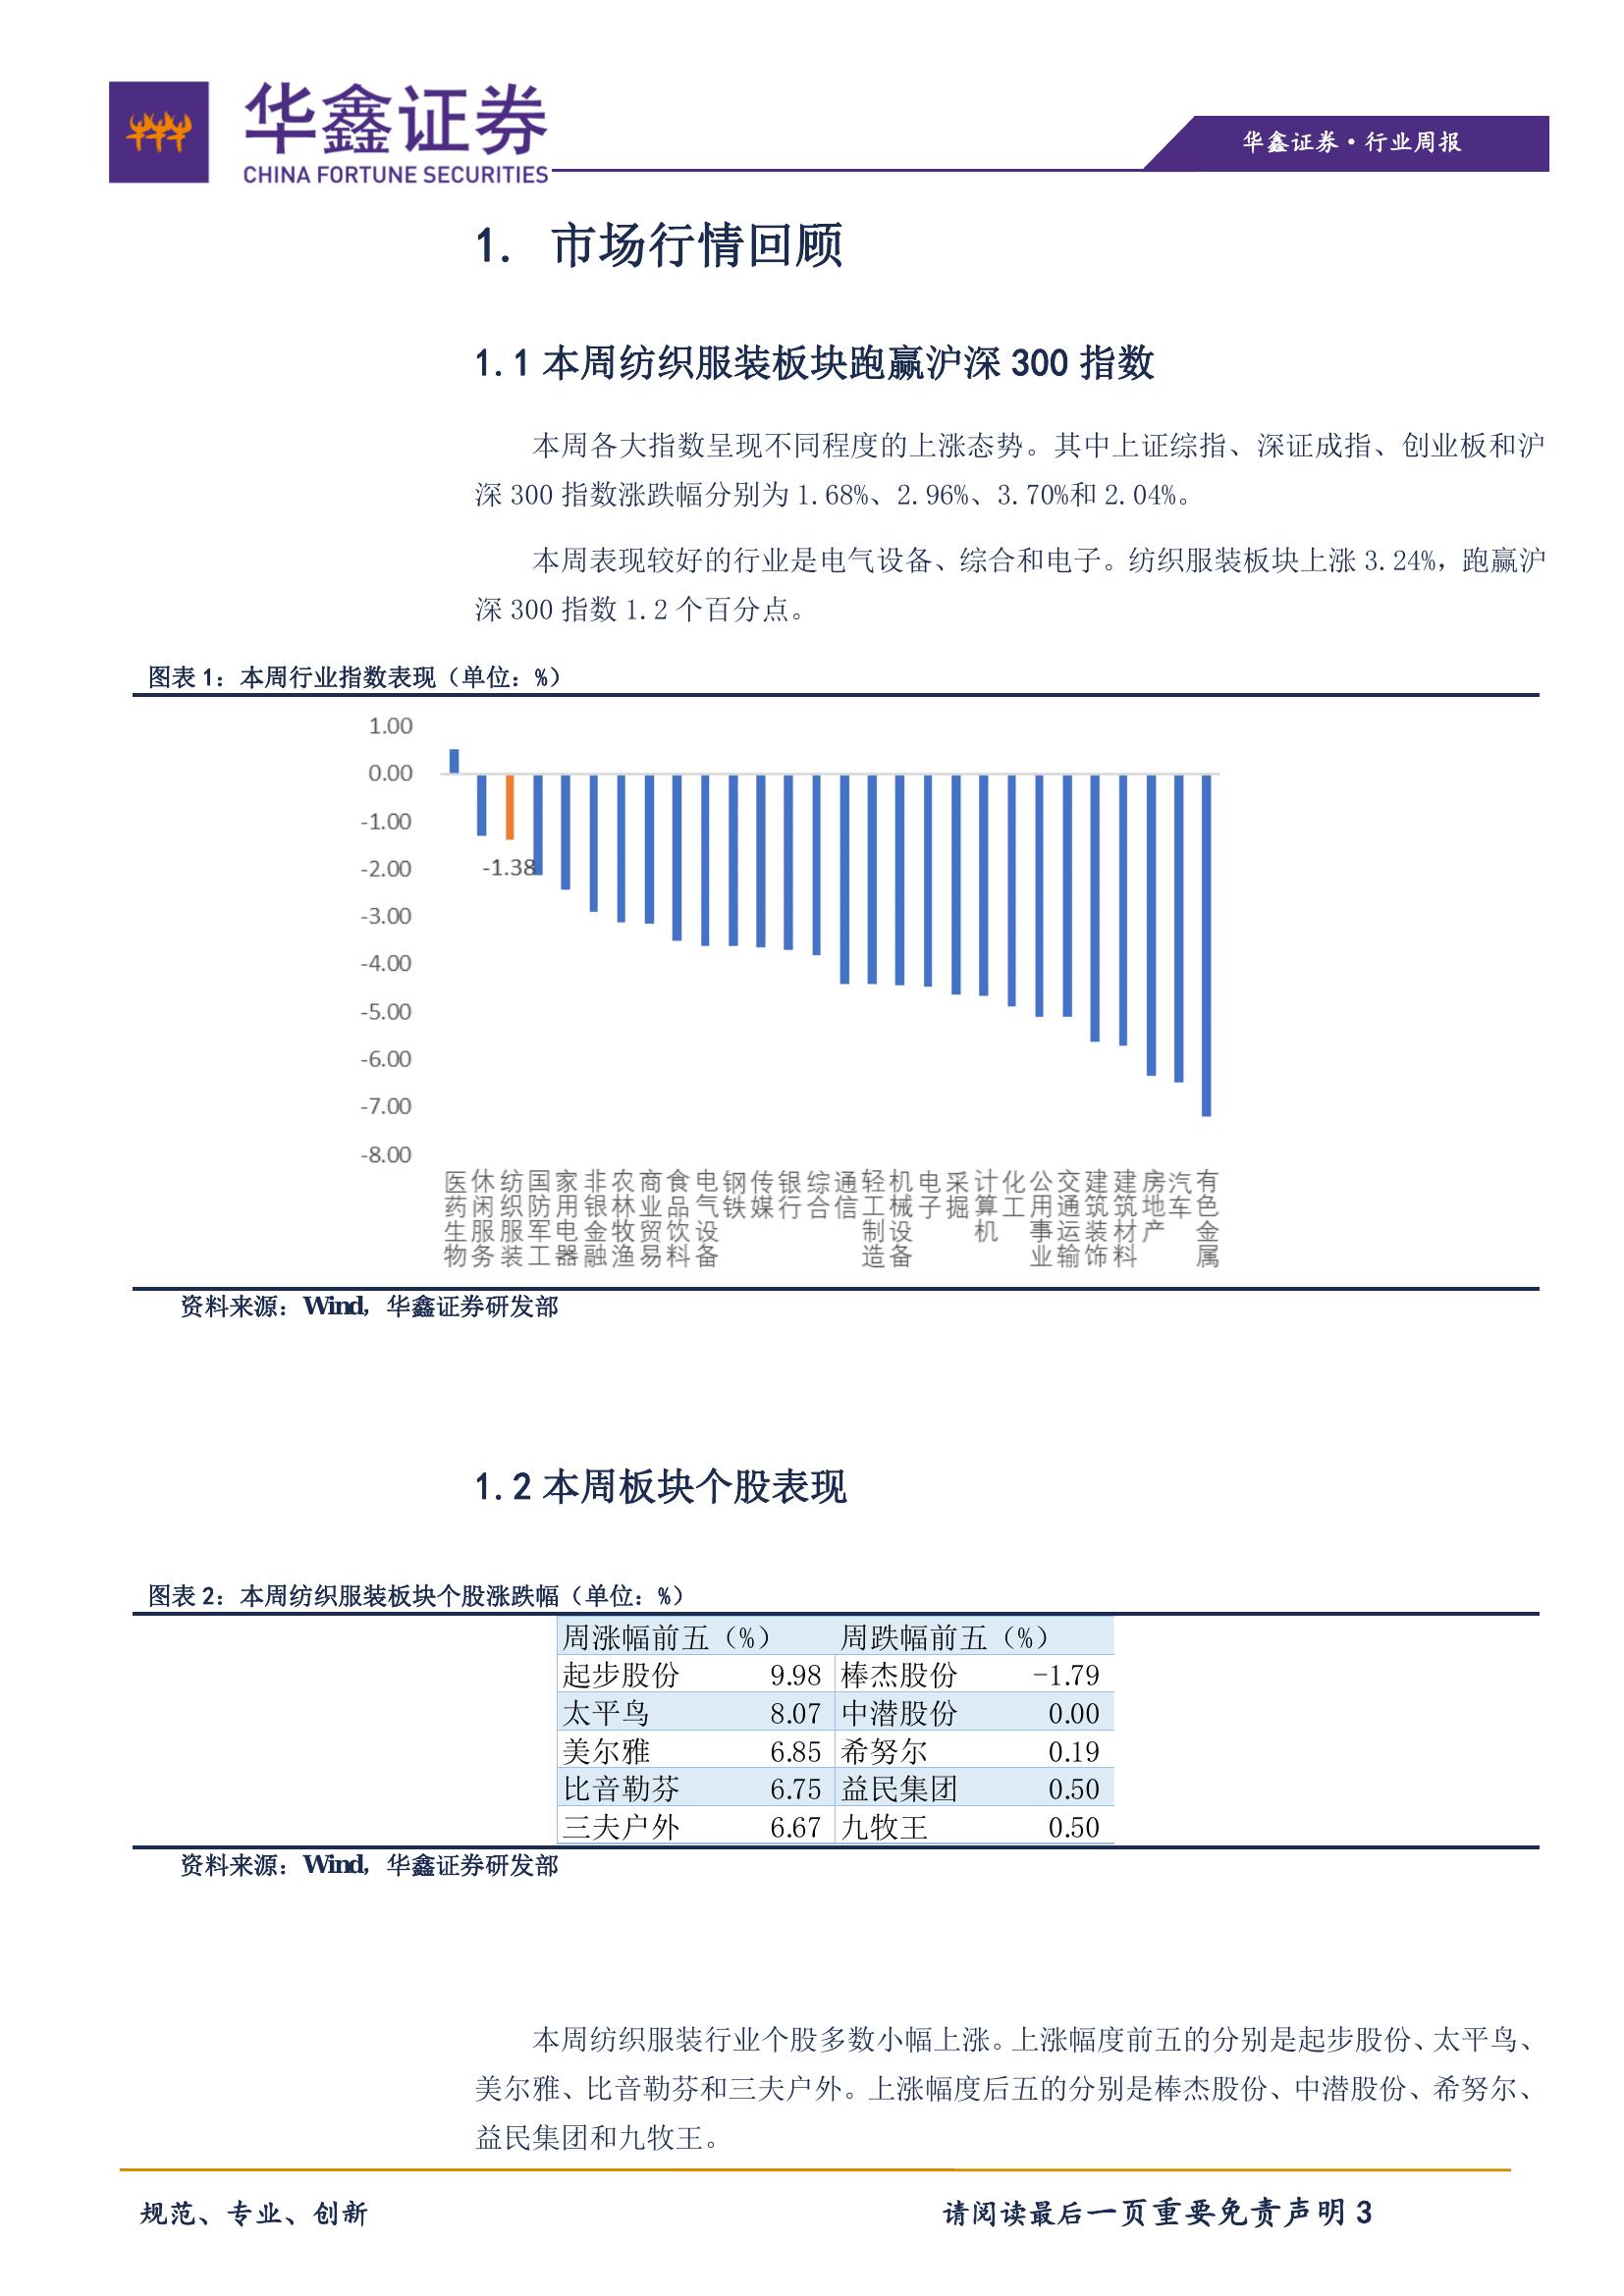 华鑫证券
CHINA FORTUNE SECURITIES
华鑫证券·行业周报
1. 市场行情回顾
1.1 本周纺织服装板块跑赢沪深 300 指数
本周各大指数呈现不同程度的上涨态势。其中上证综指、深证成指、创业板和沪
深 300 指数涨跌幅分别为 1.68%、2.96%、3.70%和 2.04%。
本周表现较好的行业是电气设备、综合和电子。纺织服装板块上涨 3.24%，跑赢沪
深 300 指数 1.2 个百分点。
图表 1：本周行业指数表现（单位：%）
1.00
0.00
-1.00
-2.00
-3.00
-4.00
-5.00
-6.00
-7.00
-8.00
-1.38
医药生物
休闲服务
纺织服装
国防军工
家用电器
非银金融
农林牧渔
商业贸易
食品饮料
电气设备
钢铁
传媒
银行
综合
通信
轻工制造
机械设备
电子
采掘
计算机
化工
公用事业
交通运输
建筑装饰
建筑材料
房地产
汽车
有色金属
资料来源：Wind，华鑫证券研发部
1.2 本周板块个股表现
图表 2：本周纺织服装板块个股涨跌幅（单位：%）
周涨幅前五（%） 周跌幅前五（%）
起步股份 9.98 棒杰股份 -1.79
太平鸟 8.07 中潜股份 0.00
美尔雅 6.85 希努尔 0.19
比音勒芬 6.75 益民集团 0.50
三夫户外 6.67 九牧王 0.50
资料来源：Wind，华鑫证券研发部
本周纺织服装行业个股多数小幅上涨。上涨幅度前五的分别是起步股份、太平鸟、
美尔雅、比音勒芬和三夫户外。上涨幅度后五的分别是棒杰股份、中潜股份、希努尔、
益民集团和九牧王。
规范、专业、创新
请阅读最后一页重要免责声明 3